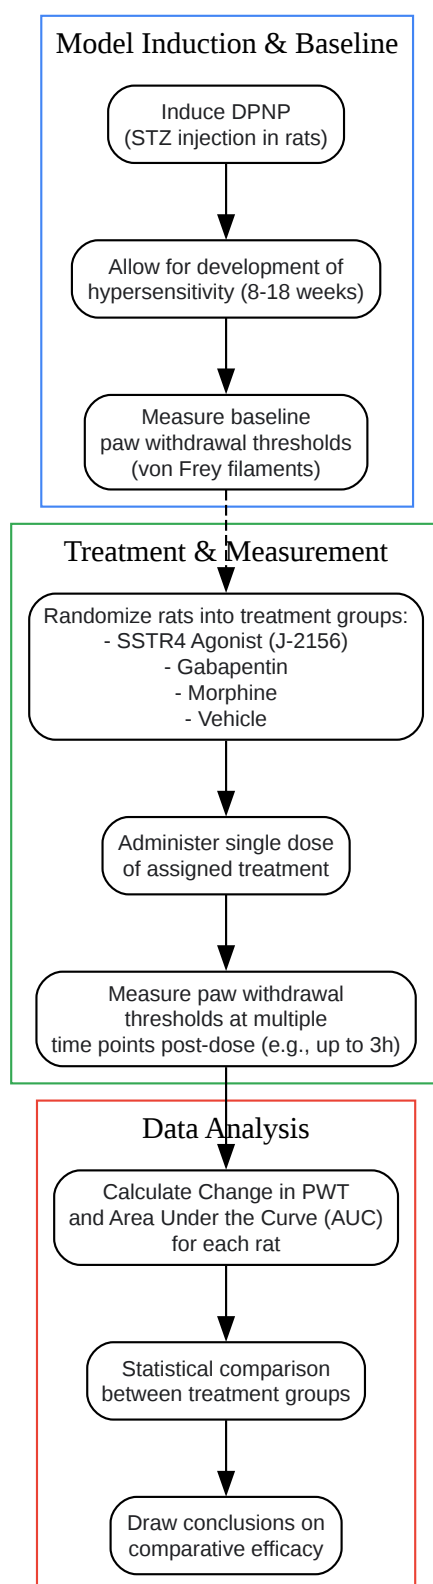 Model Induction & Baseline
Induce DPNP
(STZ injection in rats)
Allow for development of
hypersensitivity (8-18 weeks)
Measure baseline
paw withdrawal thresholds
(von Frey filaments)
Treatment & Measurement
Randomize rats into treatment groups:
- SSTR4 Agonist (J-2156)
- Gabapentin
- Morphine
- Vehicle
Administer single dose
of assigned treatment
Measure paw withdrawal
thresholds at multiple
time points post-dose (e.g., up to 3h)
Data Analysis
Calculate Change in PWT
and Area Under the Curve (AUC)
for each rat
Statistical comparison
between treatment groups
Draw conclusions on
comparative efficacy